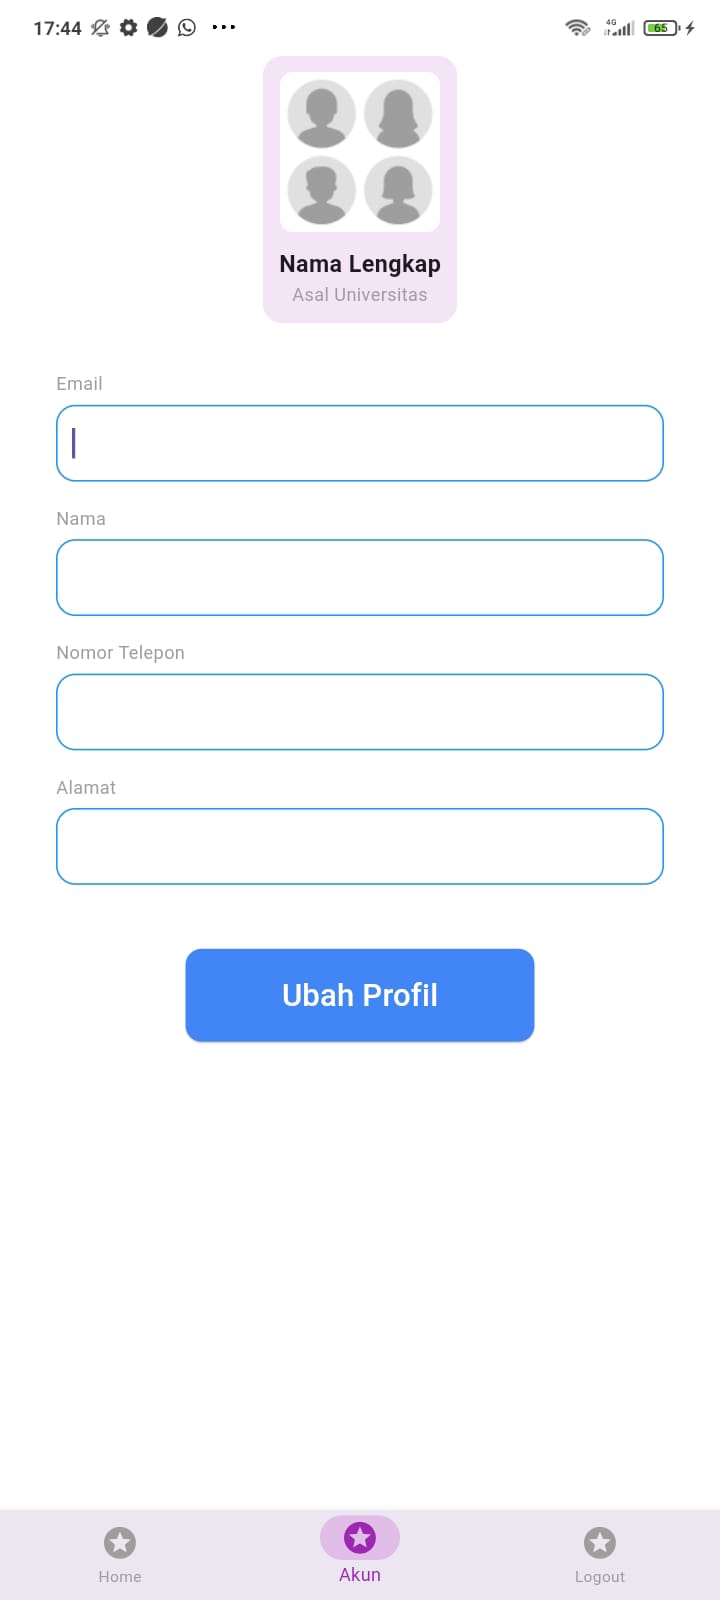 17:44
4G
65
Nama Lengkap
Asal Universitas
Email
Nama
Nomor Telepon
Alamat
Ubah Profil
Home
Akun
Logout